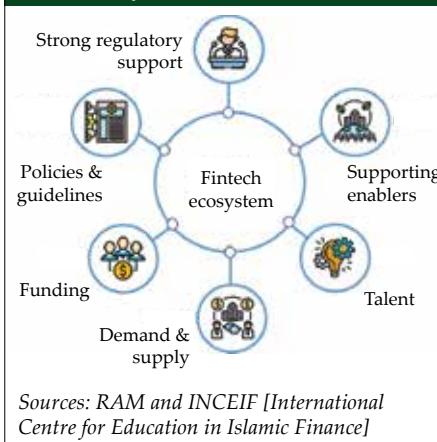 Strong regulatory
support
Policies &
guidelines
Fintech
ecosystem
Supporting
enablers
Funding
Talent
Demand &
supply
Sources: RAM and INCEIF [International
Centre for Education in Islamic Finance]